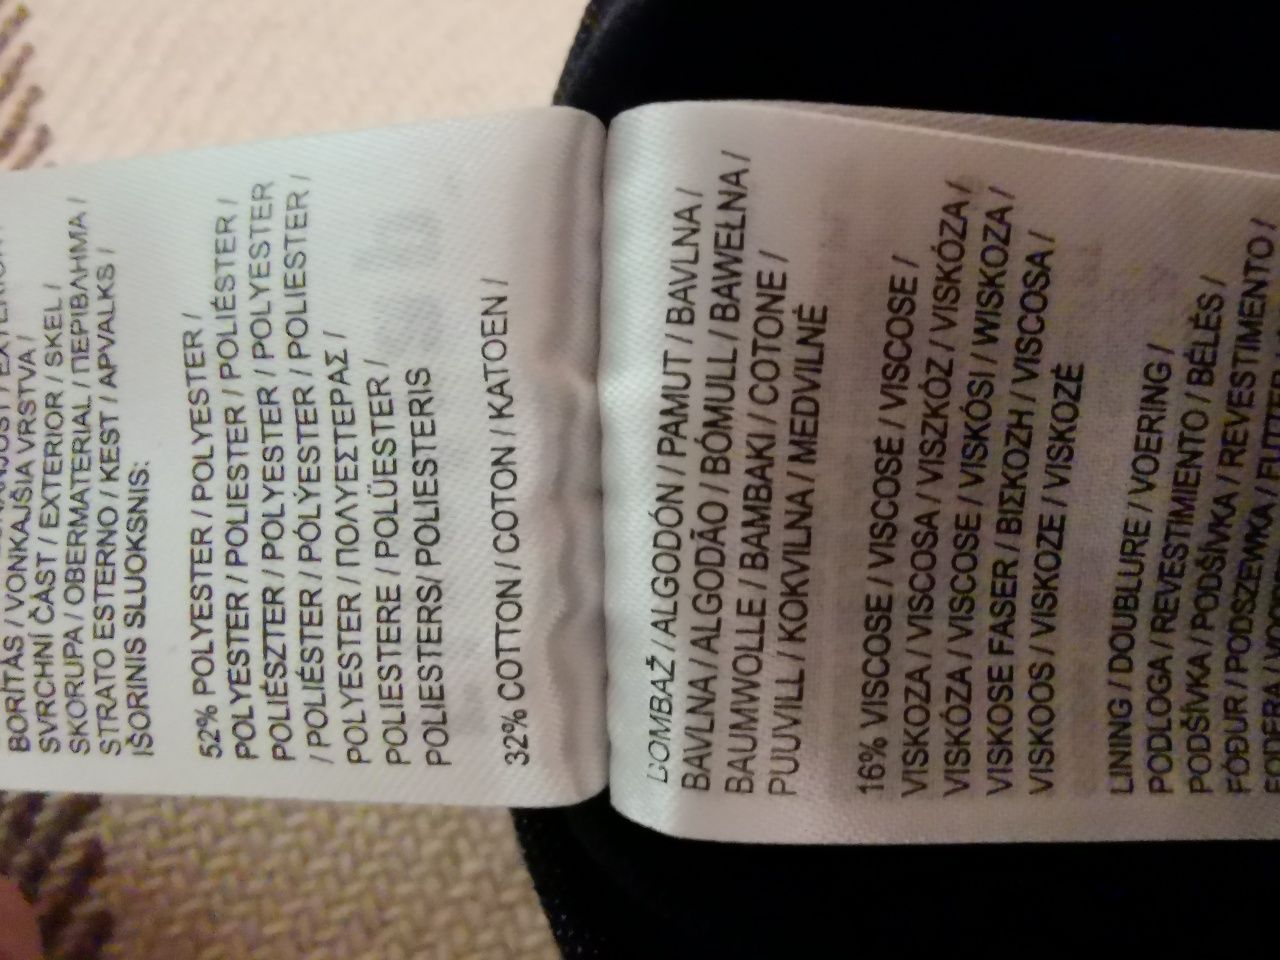 BORÍTÁS / VONKAJŠIA VRSTVA /
SVRCHNÍ ČÁST / EXTERIOR / SKEL /
SKORUPA / OBERMATERIAL / ΠΕΡΙΒΛΗΜΑ /
STRATO ESTERNO / KEST / APVALKS /
IŠORINIS SLUOKSNIS:
52% POLYESTER / POLYESTER /
POLYESTER / POLIESTER / POLIÉSTER /
POLIÉSZTER / POLYESTER / POLYESTER
/ POLIÉSTER / PÓLÝESTER / POLIESTER /
POLYESTER / ΠΟΛΥΕΣΤΕΡΑΣ /
POLIESTERE / POLÜESTER /
POLIESTERS/ POLIESTERIS
32% COTTON / COTON / KATOEN /
BOMBAŽ / ALGODÓN / PAMUT / BAVLNA /
BAVLNA / ALGODÃO / BÓMULL / BAWEŁNA /
BAUMWOLLE / BAMBAKI / COTONE /
PUUVILL / KOKVILNA / MEDVILNĖ
16% VISCOSE / VISCOSE / VISCOSE /
VISKOZA / VISCOSA / VISZKÓZ / VISKÓZA /
VISKÓZA / VISCOSE / VISKÓSI / WISKOZA /
VISKOSE FASER / ΒΙΣΚΟΖΗ / VISCOSA /
VISKOOS / VISKOZE / VISKOZĖ
LINING / DOUBLURE / VOERING /
PODLOGA / REVESTIMIENTO / BÉLÉS /
PODŠÍVKA / PODŠÍVKA / REVESTIMENTO /
FÓÐUR / PODSZEWKA / FUTTER
FODERA